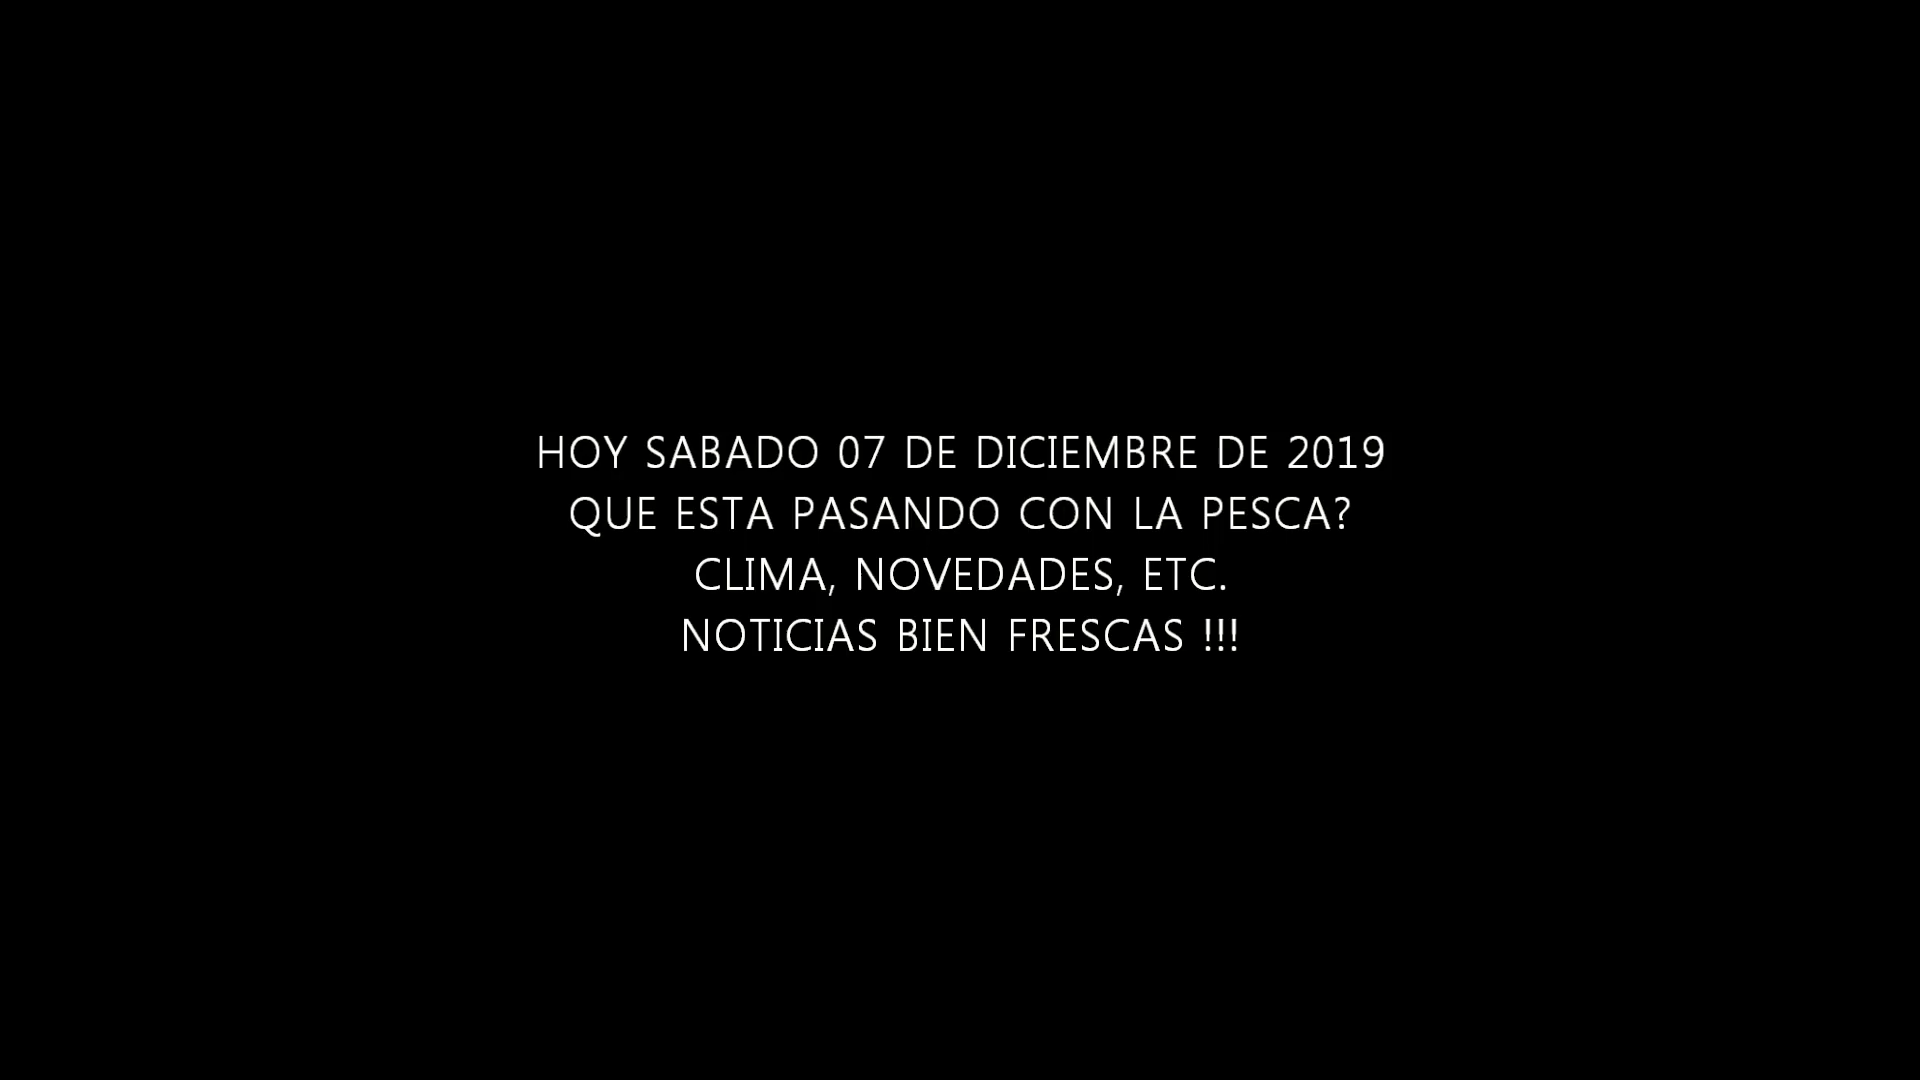 HOY SABADO 07 DE DICIEMBRE DE 2019
QUE ESTA PASANDO CON LA PESCA?
CLIMA, NOVEDADES, ETC.
NOTICIAS BIEN FRESCAS !!!